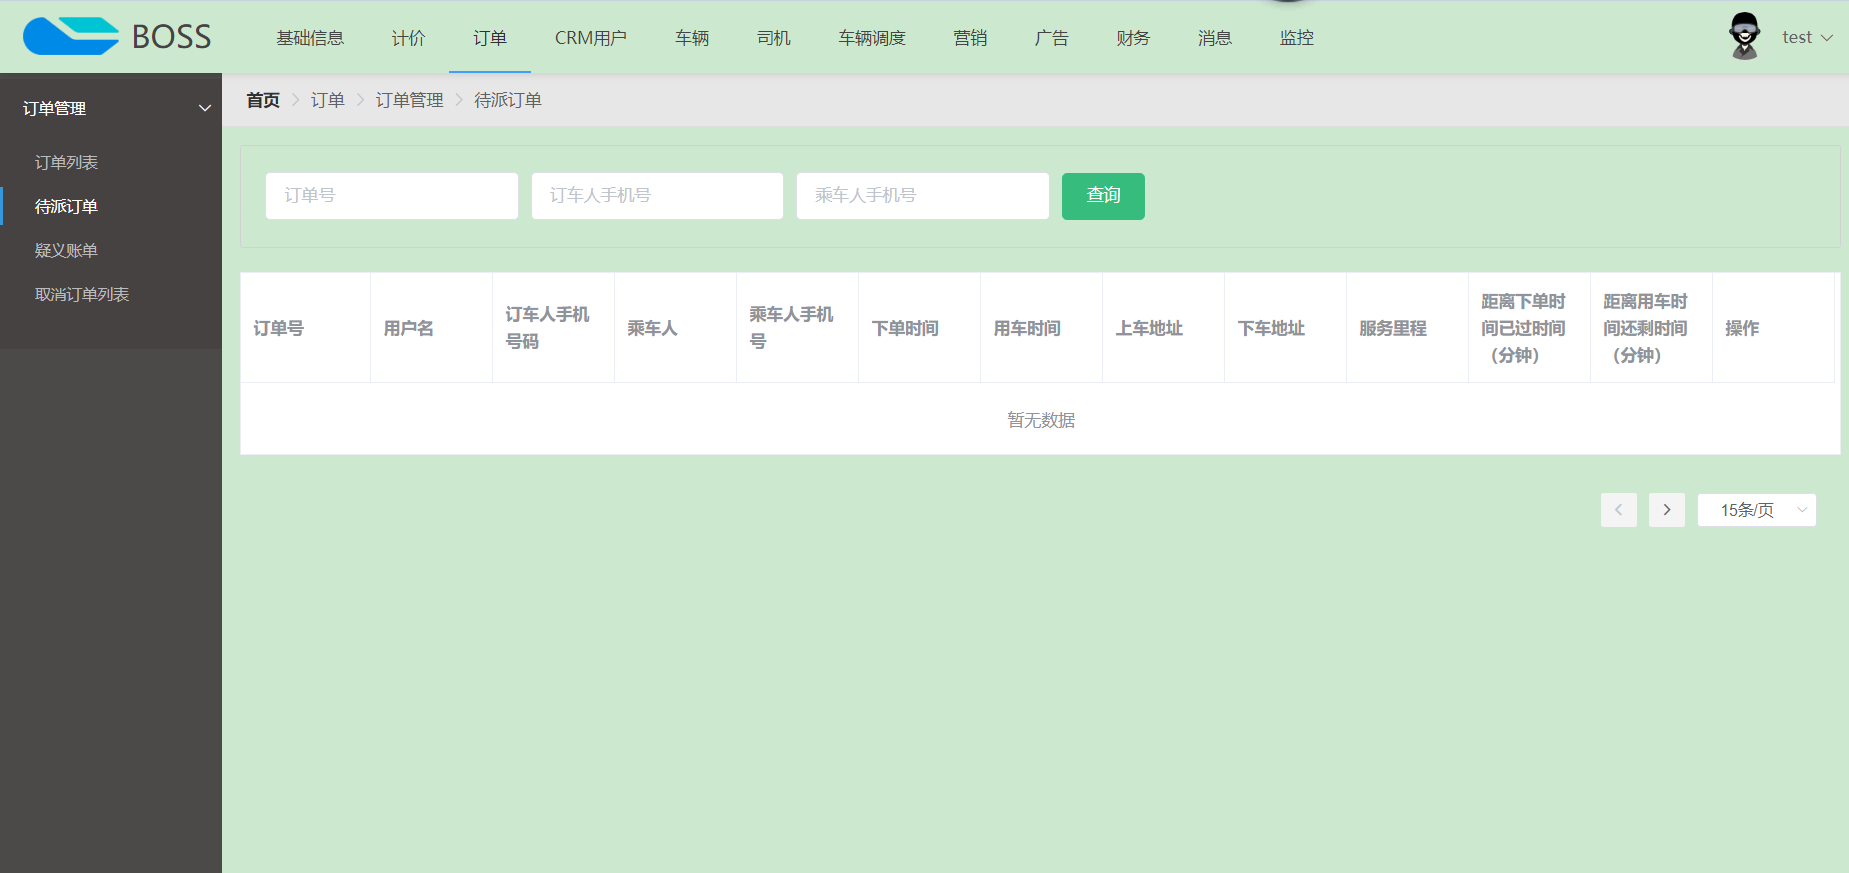 BOSS 基础信息 计价 订单 CRM用户 车辆 司机 车辆调度 营销 广告 财务 消息 监控 test
订单管理
首页 订单 订单管理 待派订单
订单列表
待派订单
疑义账单
取消订单列表
订单号 订车人手机号 乘车人手机号 查询
订单号
用户名
订车人手机
号码
乘车人
乘车人手机
号
下单时间
用车时间
上车地址
下车地址
服务里程
距离下单时
间已过时间
（分钟）
距离用车时
间还剩时间
（分钟）
操作
暂无数据
15条/页